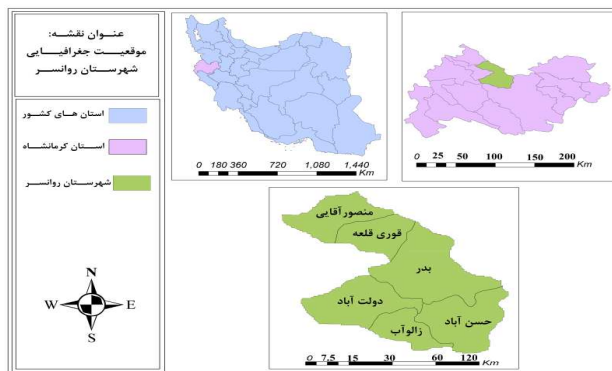 عنوان نقشه:
موقعیت جغرافیایی
شهرستان روانسر
استان های کشور
استان کرمانشاه
شهرستان روانسر
N
W E
S
0 180 360 720 1,080 1,440
Km
0 25 50 100 150 200
Km
منصورآقایی
قوری قلعه
بدر
دولت آباد
حسن آباد
زالوآب
0 7.5 15 30 60 120
Km